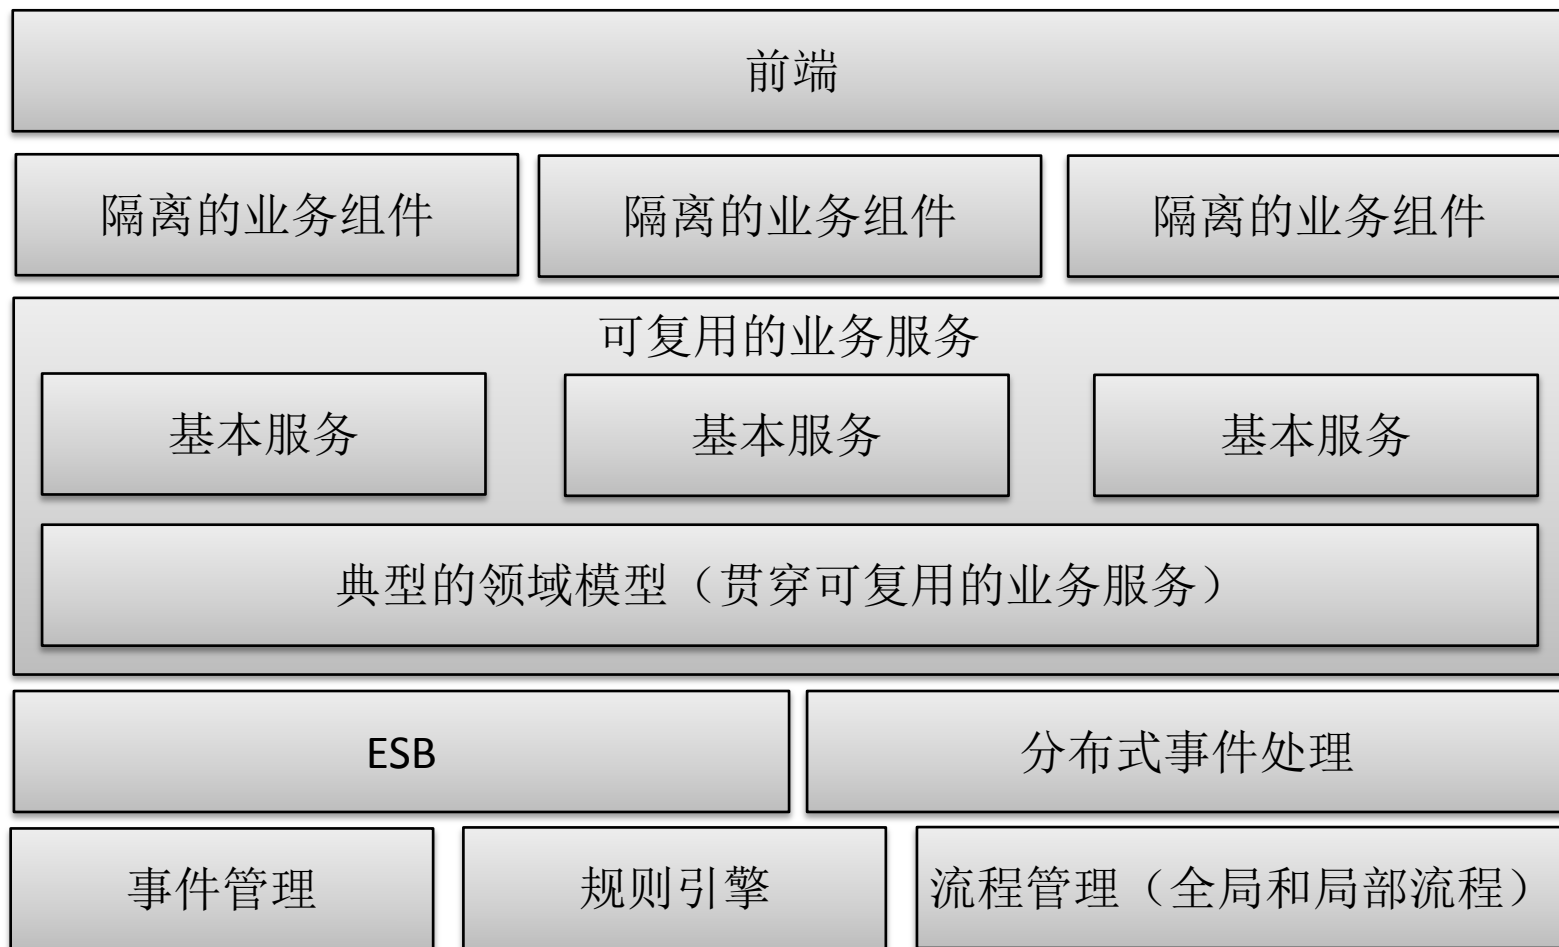 前端
隔离的业务组件
隔离的业务组件
隔离的业务组件
可复用的业务服务
基本服务
基本服务
基本服务
典型的领域模型（贯穿可复用的业务服务）
ESB
分布式事件处理
事件管理
规则引擎
流程管理（全局和局部流程）